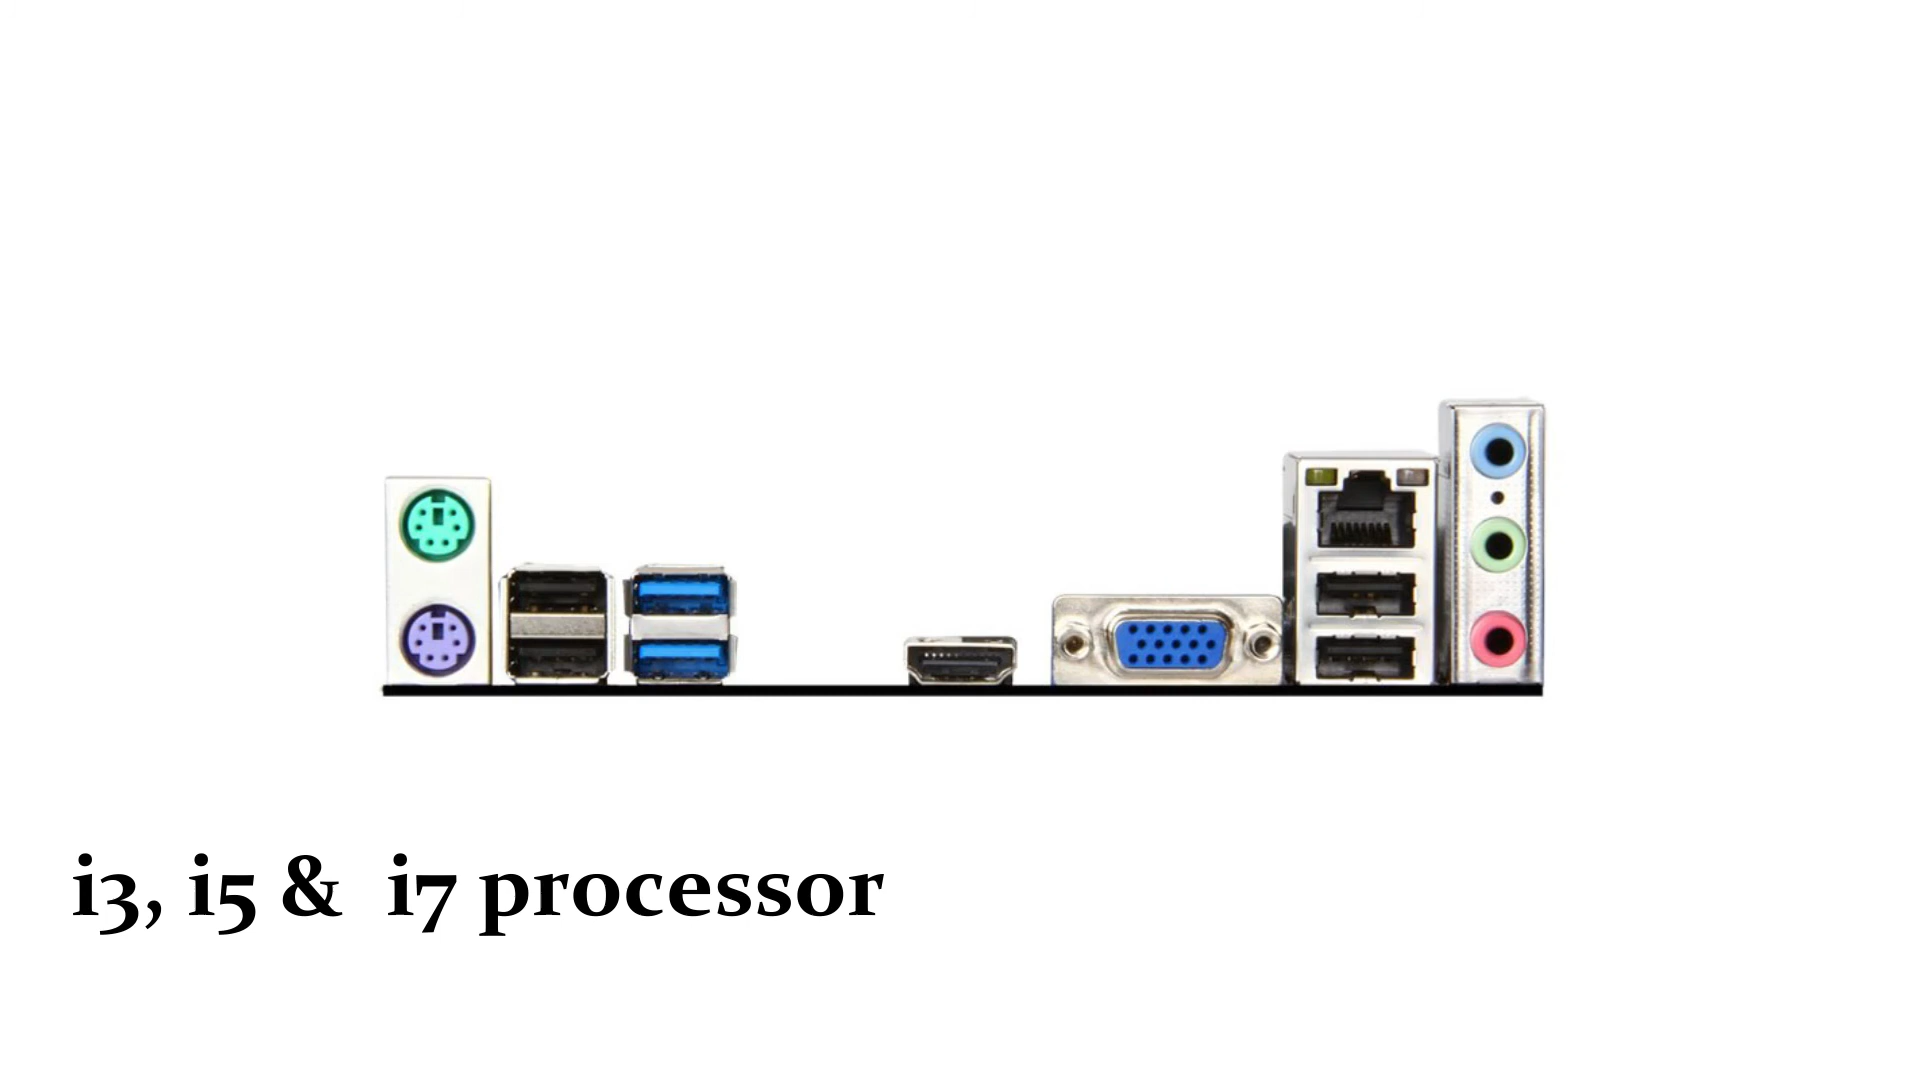 i3, i5 &  i7 processor